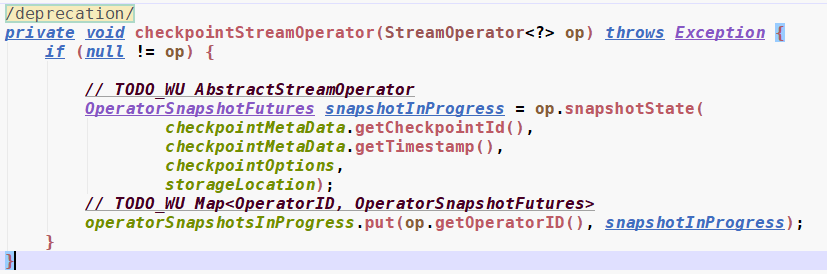 /deprecation/
private void checkpointStreamOperator(StreamOperator<?> op) throws Exception {
    if (null != op) {

        // TODO_WU AbstractStreamOperator
        OperatorSnapshotFutures snapshotInProgress = op.snapshotState(
                checkpointMetaData.getCheckpointId(),
                checkpointMetaData.getTimestamp(),
                checkpointOptions,
                storageLocation);
        // TODO_WU Map<OperatorID, OperatorSnapshotFutures>
        operatorSnapshotsInProgress.put(op.getOperatorID(), snapshotInProgress);
    }
}